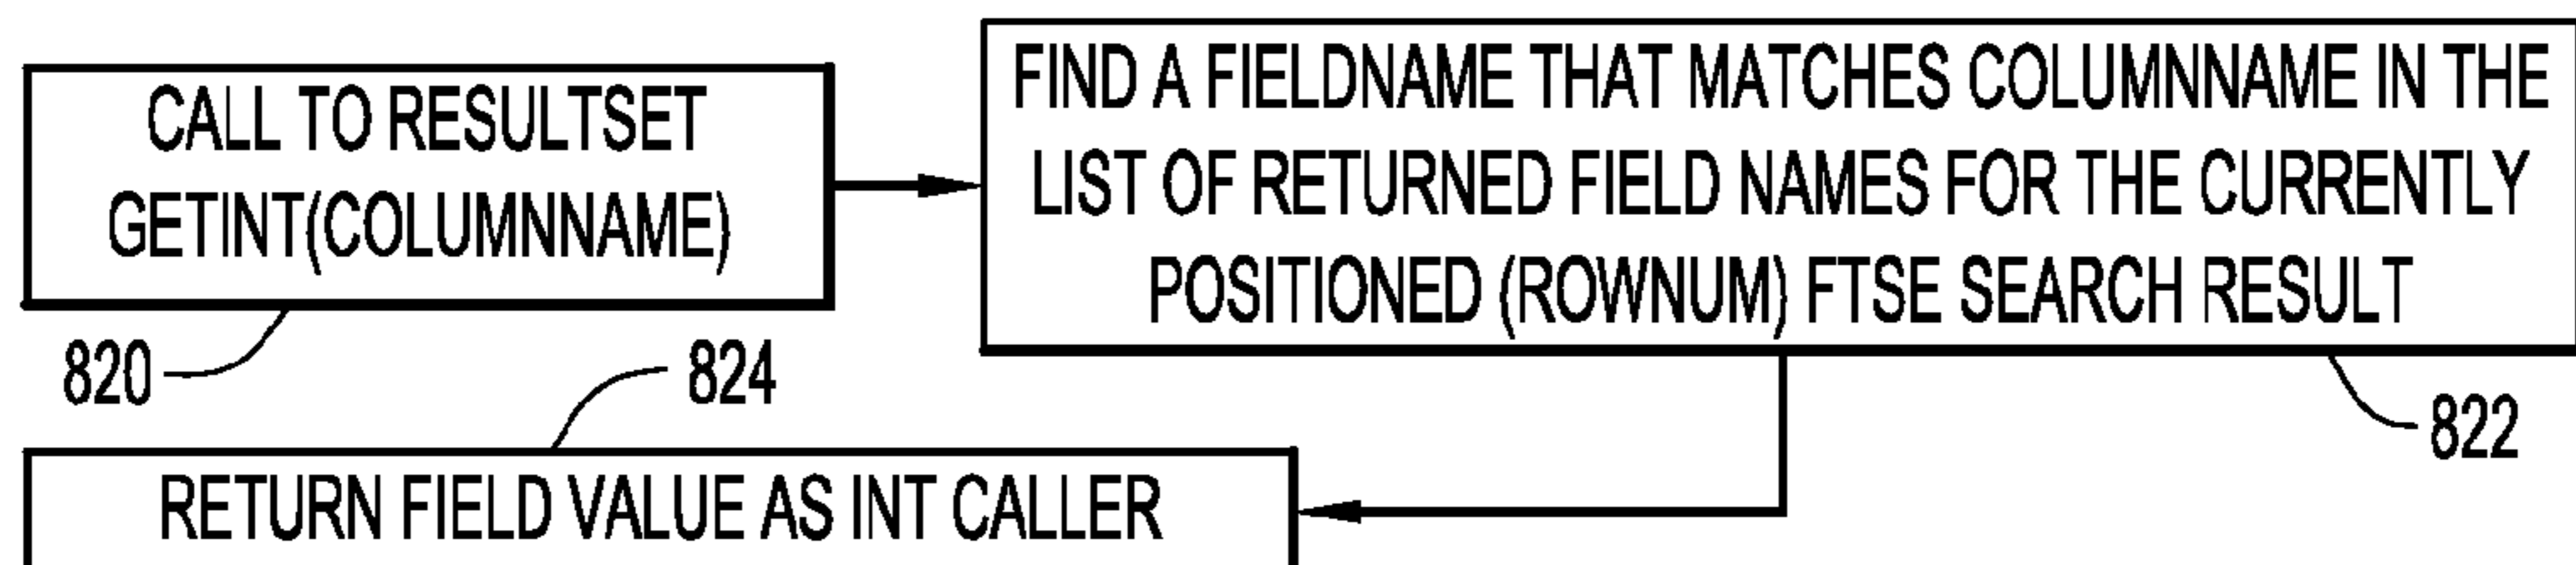 CALL TO RESULTSET
GETINT(COLUMNNAME)
820
FIND A FIELDNAME THAT MATCHES COLUMNNAME IN THE
LIST OF RETURNED FIELD NAMES FOR THE CURRENTLY
POSITIONED (ROWNUM) FTSE SEARCH RESULT
822
824
RETURN FIELD VALUE AS INT CALLER